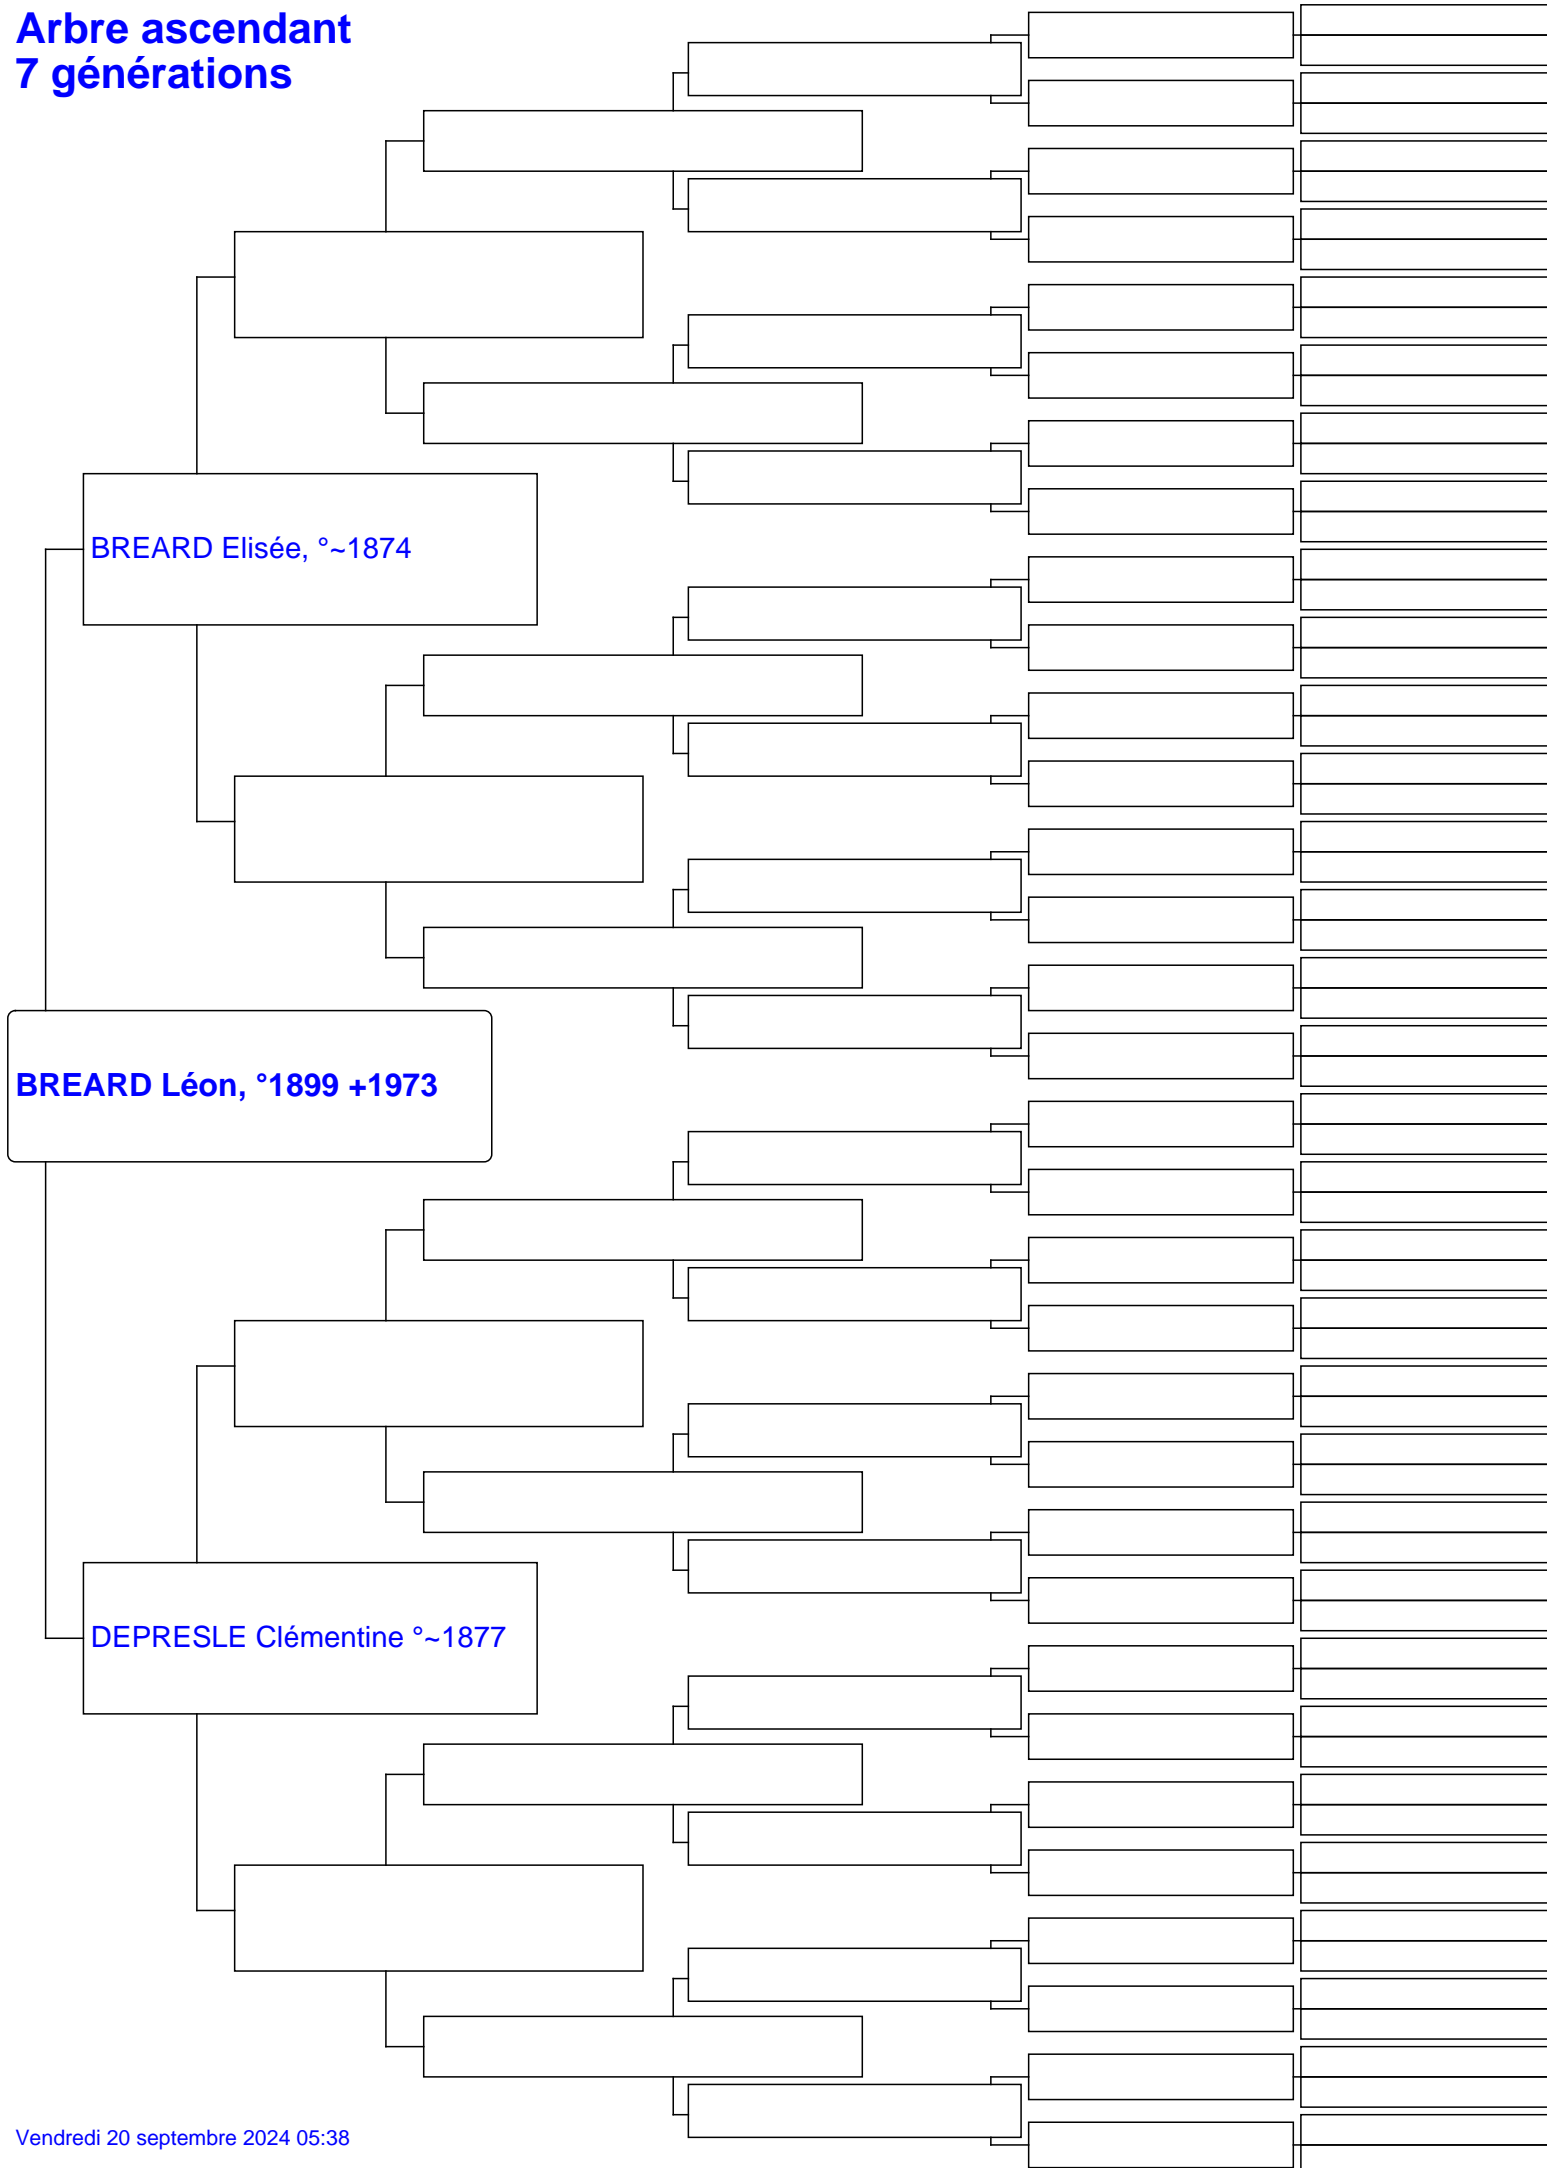 Arbre ascendant
7 générations
BREARD Elisée, °~1874
BREARD Léon, °1899 +1973
DEPRESLE Clémentine °~1877
Vendredi 20 septembre 2024 05:38